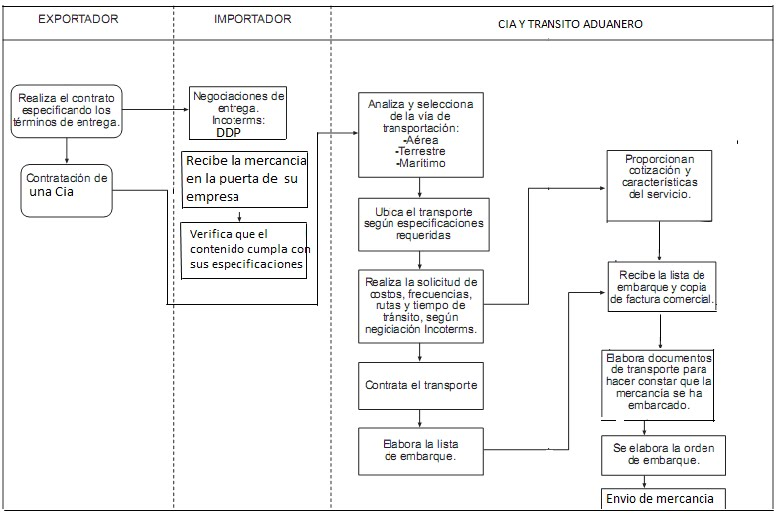 EXPORTADOR
IMPORTADOR
CIA Y TRANSITO ADUANERO
Realiza el contrato
especificando los
términos de entrega.
Contratación de
una Cia
Negociaciones de
entrega.
Incoterms:
DDP
Recibe la mercancia
en la puerta de su
empresa
Verifica que el
contenido cumpla con
sus especificaciones
Analiza y selecciona
de la vía de
transportación:
-Aérea
-Terrestre
-Marítimo
Ubica el transporte
según especificaciones
requeridas
Realiza la solicitud de
costos, frecuencias,
rutas y tiempo de
tránsito, según
negiciación Incoterms.
Contrata el transporte
Elabora la lista
de embarque.
Proporcionan
cotización y
características
del servicio.
Recibe la lista de
embarque y copia
de factura comercial.
Elabora documentos
de transporte para
hacer constar que la
mercancía se ha
embarcado.
Se elabora la orden
de embarque.
Envio de mercancia